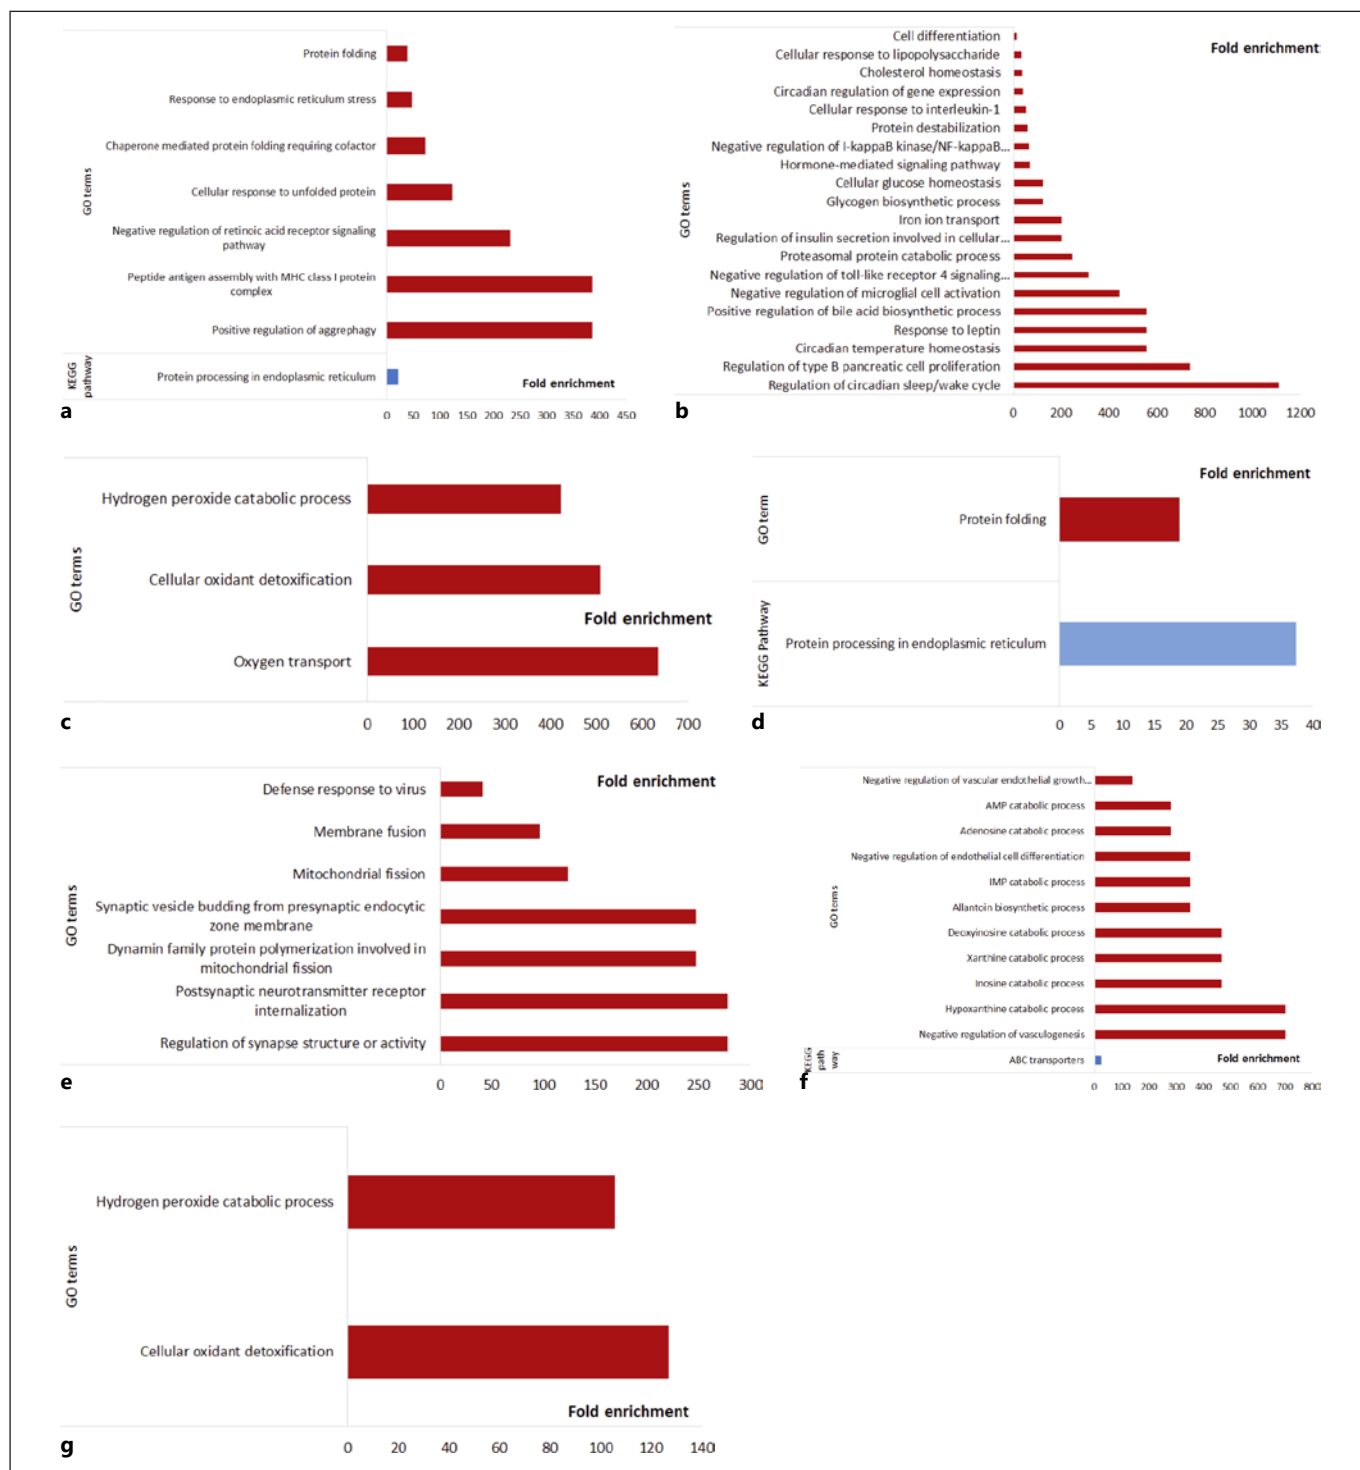 Protein folding
Response to endoplasmic reticulum stress
Chaperone mediated protein folding requiring cofactor
Cellular response to unfolded protein
Negative regulation of retinoic acid receptor signaling
pathway
Peptide antigen assembly with MHC class I protein
complex
Positive regulation of aggrephagy
GO terms
Protein processing in endoplasmic reticulum
KEGG
pathway
Fold enrichment
0 50 100 150 200 250 300 350 400 450
a
Cell differentiation
Fold enrichment
Cellular response to lipopolysaccharide
Cholesterol homeostasis
Circadian regulation of gene expression
Cellular response to interleukin-1
Protein destabilization
Negative regulation of I-kappaB kinase/NF-kappaB...
Hormone-mediated signaling pathway
Cellular glucose homeostasis
Glycogen biosynthetic process
Iron ion transport
Regulation of insulin secretion involved in cellular...
Proteasomal protein catabolic process
Negative regulation of toll-like receptor 4 signaling...
Negative regulation of microglial cell activation
Positive regulation of bile acid biosynthetic process
Response to leptin
Circadian temperature homeostasis
Regulation of type B pancreatic cell proliferation
Regulation of circadian sleep/wake cycle
GO terms
0 200 400 600 800 1000 1200
b
Hydrogen peroxide catabolic process
Cellular oxidant detoxification
Fold enrichment
Oxygen transport
GO terms
0 100 200 300 400 500 600 700
c
Fold enrichment
GO term
Protein folding
KEGG Pathway
Protein processing in endoplasmic reticulum
0 5 10 15 20 25 30 35 40
d
Defense response to virus
Fold enrichment
Membrane fusion
Mitochondrial fission
Synaptic vesicle budding from presynaptic endocytic
zone membrane
Dynamin family protein polymerization involved in
mitochondrial fission
Postsynaptic neurotransmitter receptor
internalization
Regulation of synapse structure or activity
GO terms
0 50 100 150 200 250 300
e
Negative regulation of vascular endothelial growth...
AMP catabolic process
Adenosine catabolic process
Negative regulation of endothelial cell differentiation
IMP catabolic process
Allantoin biosynthetic process
Deoxyinosine catabolic process
Xanthine catabolic process
Inosine catabolic process
Hypoxanthine catabolic process
Negative regulation of vasculogenesis
GO terms
KEGG
path
way
ABC transporters
Fold enrichment
0 100 200 300 400 500 600 700 800
f
Hydrogen peroxide catabolic process
Cellular oxidant detoxification
GO terms
Fold enrichment
0 20 40 60 80 100 120 140
g